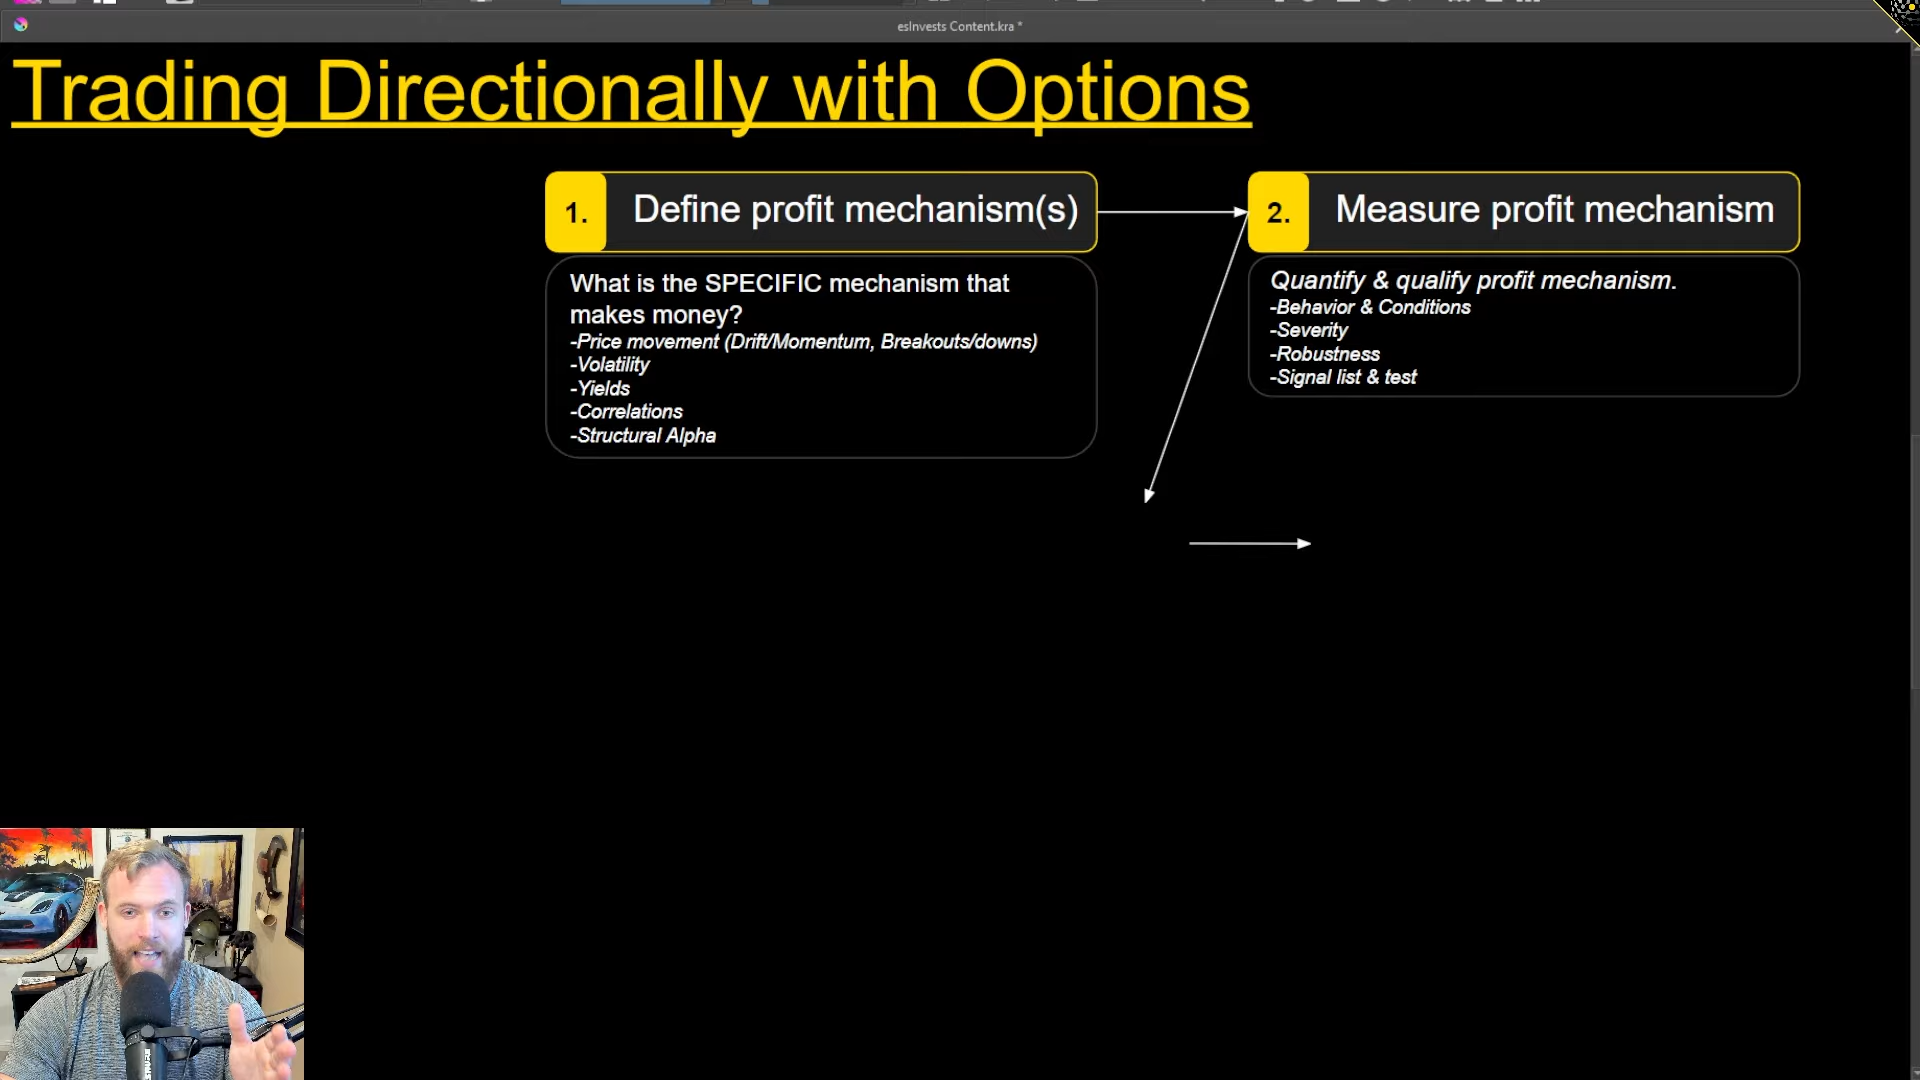 esInvests Content.kra *
Trading Directionally with Options
1. Define profit mechanism(s)
What is the SPECIFIC mechanism that
makes money?
-Price movement (Drift/Momentum, Breakouts/downs)
-Volatility
-Yields
-Correlations
-Structural Alpha
2. Measure profit mechanism
Quantify & qualify profit mechanism.
-Behavior & Conditions
-Severity
-Robustness
-Signal list & test